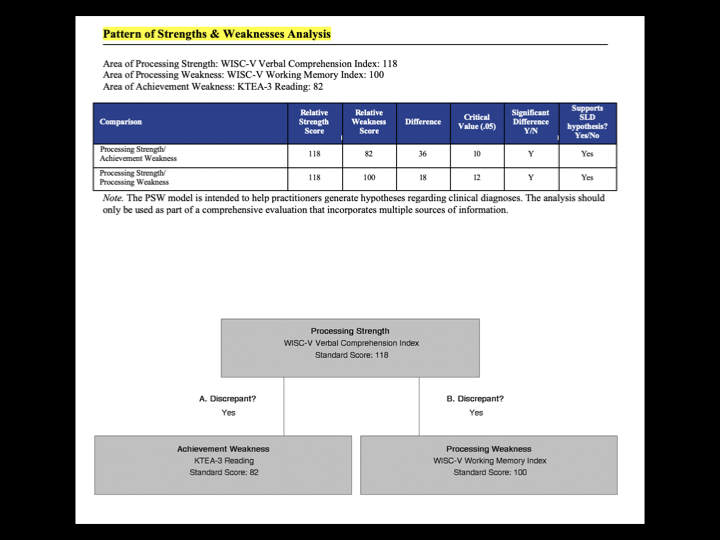 Pattern of Strengths & Weaknesses Analysis
Area of Processing Strength: WISC-V Verbal Comprehension Index: 118
Area of Processing Weakness: WISC-V Working Memory Index: 100
Area of Achievement Weakness: KTEA-3 Reading: 82
Comparison Relative Strength Score Relative Weakness Score Difference Critical Value (.05) Significant Difference Y/N Supports SLD hypothesis? Yes/No
Processing Strength/
Achievement Weakness 118 82 36 10 Y Yes
Processing Strength/
Processing Weakness 118 100 18 12 Y Yes
Note. The PSW model is intended to help practitioners generate hypotheses regarding clinical diagnoses. The analysis should
only be used as part of a comprehensive evaluation that incorporates multiple sources of information.
Processing Strength
WISC-V Verbal Comprehension Index
Standard Score: 118
A. Discrepant?
Yes
B. Discrepant?
Yes
Achievement Weakness
KTEA-3 Reading
Standard Score: 82
Processing Weakness
WISC-V Working Memory Index
Standard Score: 100